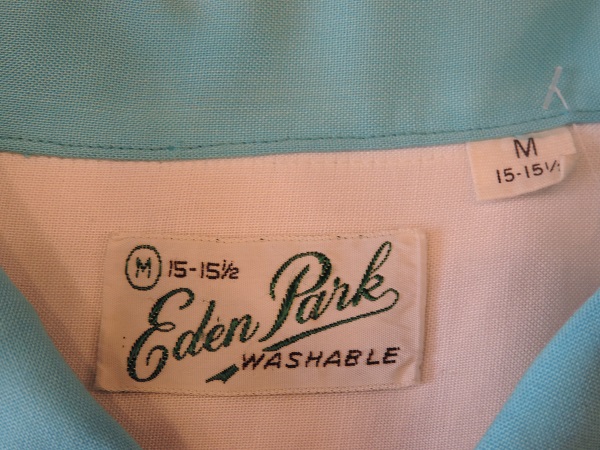 M
15-15½
M 15-15½
Eden Park
WASHABLE